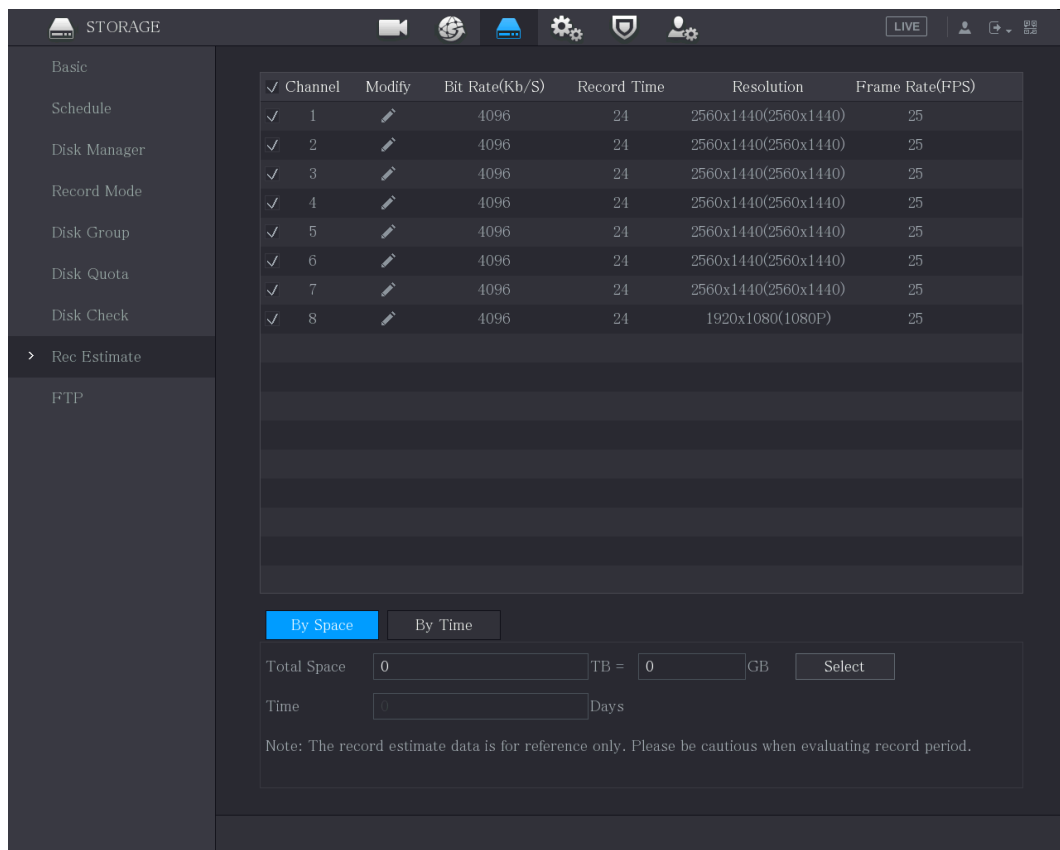 STORAGE LIVE
Basic
Schedule
Disk Manager
Record Mode
Disk Group
Disk Quota
Disk Check
Rec Estimate
FTP
Channel Modify Bit Rate(Kb/S) Record Time Resolution Frame Rate(FPS)
1 4096 24 2560x1440(2560x1440) 25
2 4096 24 2560x1440(2560x1440) 25
3 4096 24 2560x1440(2560x1440) 25
4 4096 24 2560x1440(2560x1440) 25
5 4096 24 2560x1440(2560x1440) 25
6 4096 24 2560x1440(2560x1440) 25
7 4096 24 2560x1440(2560x1440) 25
8 4096 24 1920x1080(1080P) 25
By Space By Time
Total Space 0 TB = 0 GB Select
Time 0 Days
Note: The record estimate data is for reference only. Please be cautious when evaluating record period.